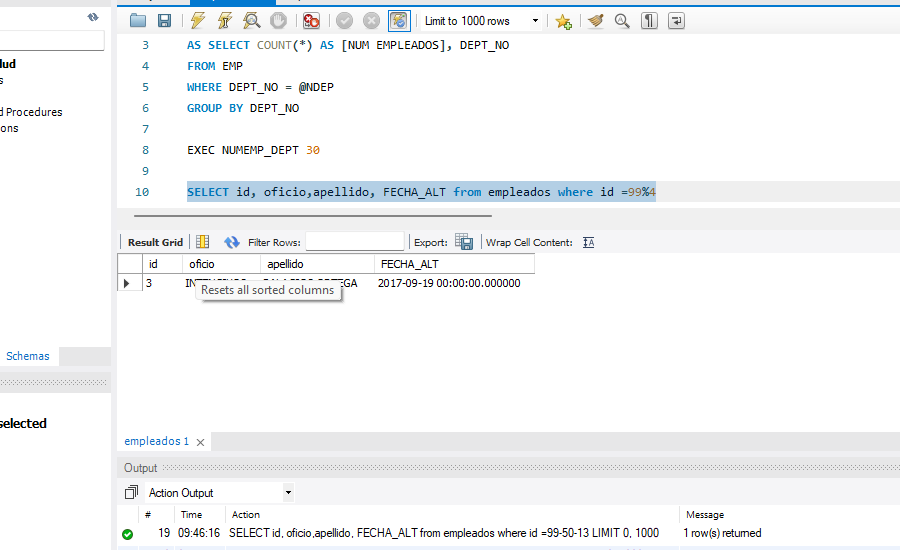 Limit to 1000 rows
lud
s
d Procedures
ons
Schemas
selected
3 AS SELECT COUNT(*) AS [NUM EMPLEADOS], DEPT_NO
4 FROM EMP
5 WHERE DEPT_NO = @NDEP
6 GROUP BY DEPT_NO
7
8 EXEC NUMEMP_DEPT 30
9
10 SELECT id, oficio,apellido, FECHA_ALT from empleados where id =99%4
Result Grid Filter Rows: Export: Wrap Cell Content: IA
id oficio apellido FECHA_ALT
3 2017-09-19 00:00:00.000000
Resets all sorted columns
empleados 1
Output
Action Output
# Time Action Message
19 09:46:16 SELECT id, oficio,apellido, FECHA_ALT from empleados where id =99-50-13 LIMIT 0, 1000 1 row(s) returned